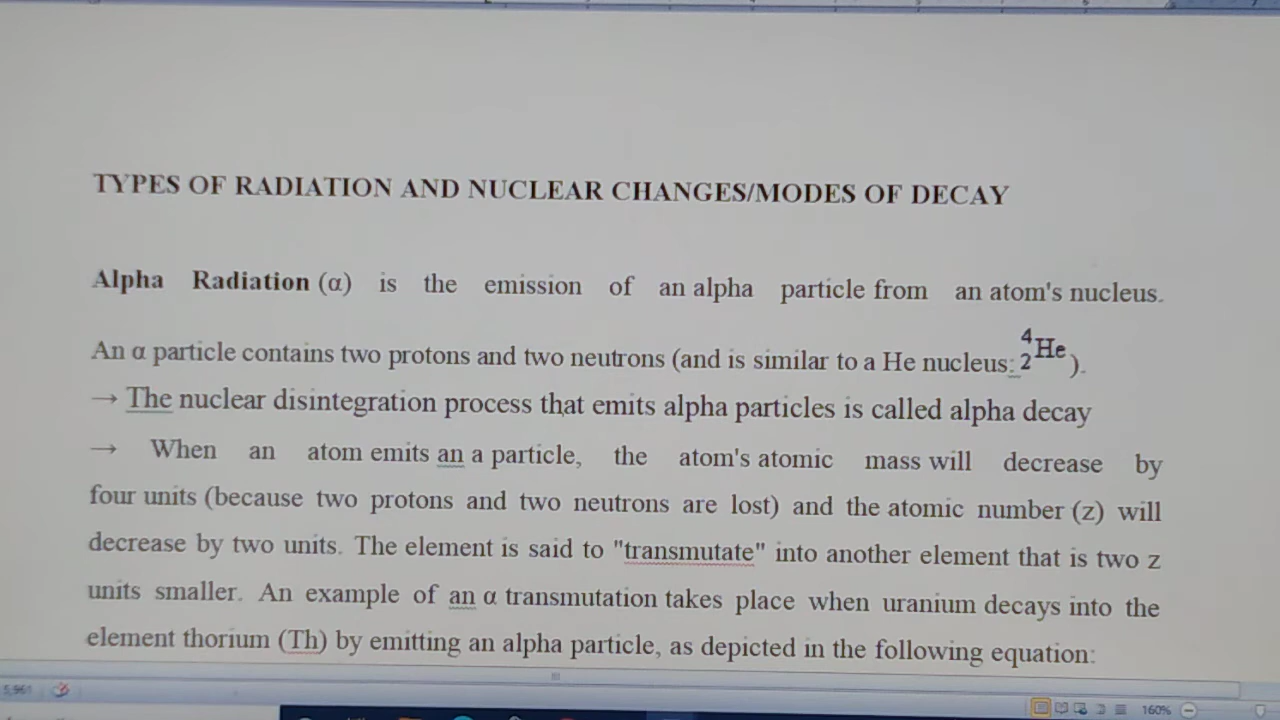 TYPES OF RADIATION AND NUCLEAR CHANGES/MODES OF DECAY
Alpha Radiation (α) is the emission of an alpha particle from an atom's nucleus.
An α particle contains two protons and two neutrons (and is similar to a He nucleus: ⁴₂He).
→ The nuclear disintegration process that emits alpha particles is called alpha decay
→ When an atom emits an a particle, the atom's atomic mass will decrease by
four units (because two protons and two neutrons are lost) and the atomic number (z) will
decrease by two units. The element is said to "transmutate" into another element that is two z
units smaller. An example of an α transmutation takes place when uranium decays into the
element thorium (Th) by emitting an alpha particle, as depicted in the following equation:
5,961
160%